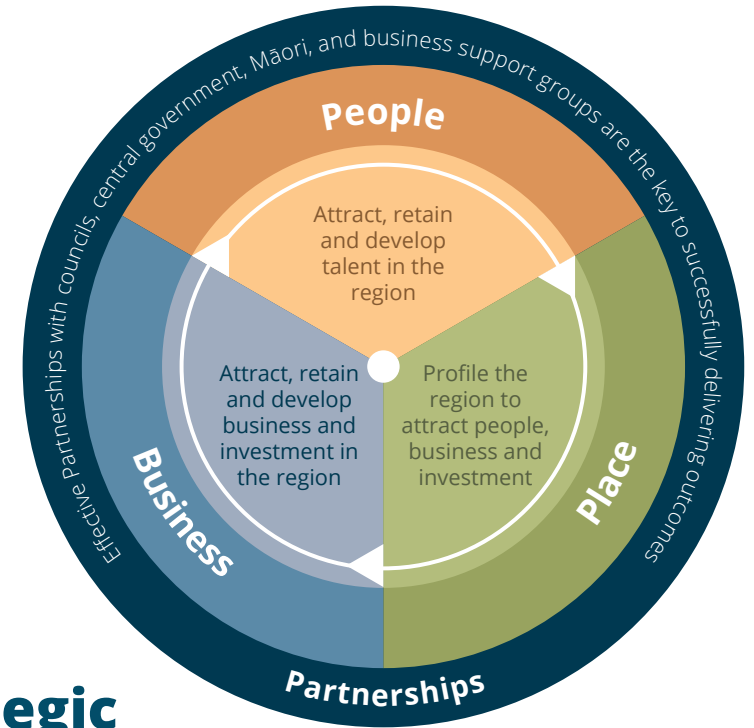 Effective Partnerships with councils, central government, Māori, and business support groups are the key to successfully delivering outcomes
People
Attract, retain
and develop
talent in the
region
Attract, retain
and develop
business and
investment in
the region
Profile the
region to
attract people,
business and
investment
Business
Place
Partnerships
egic